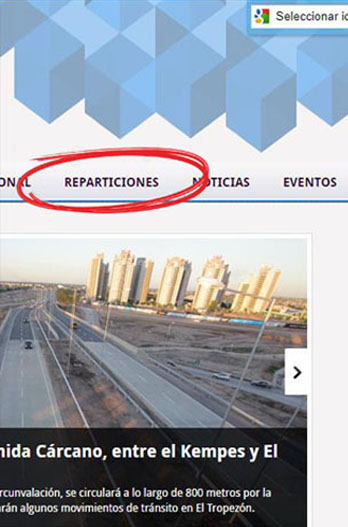 Seleccionar id
ONAL REPARTICIONES NOTICIAS EVENTOS
nida Cárcano, entre el Kempes y El
rcunvalación, se circulará a lo largo de 800 metros por la
arán algunos movimientos de tránsito en El Tropezón.